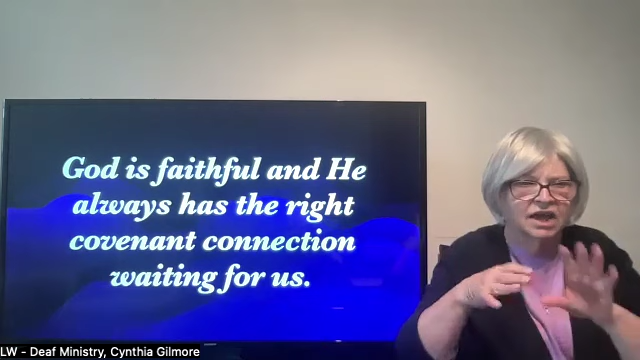 God is faithful and He
always has the right
covenant connection
waiting for us.
LW - Deaf Ministry, Cynthia Gilmore